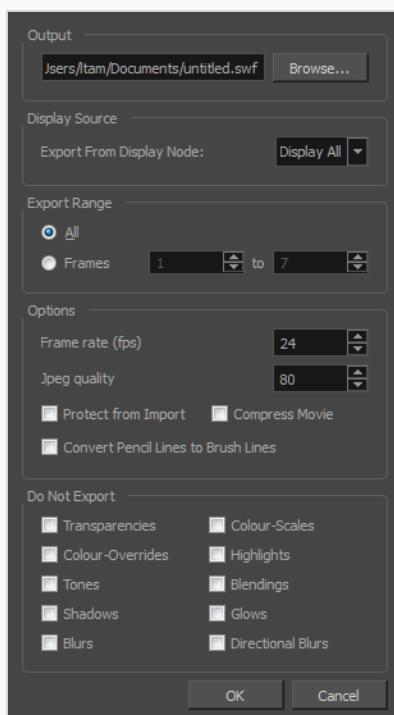 Output
Jsers/ltam/Documents/untitled.swf Browse...
Display Source
Export From Display Node: Display All
Export Range
All
Frames 1 to 7
Options
Frame rate (fps) 24
Jpeg quality 80
Protect from Import Compress Movie
Convert Pencil Lines to Brush Lines
Do Not Export
Transparencies Colour-Scales
Colour-Overrides Highlights
Tones Blendings
Shadows Glows
Blurs Directional Blurs
OK Cancel